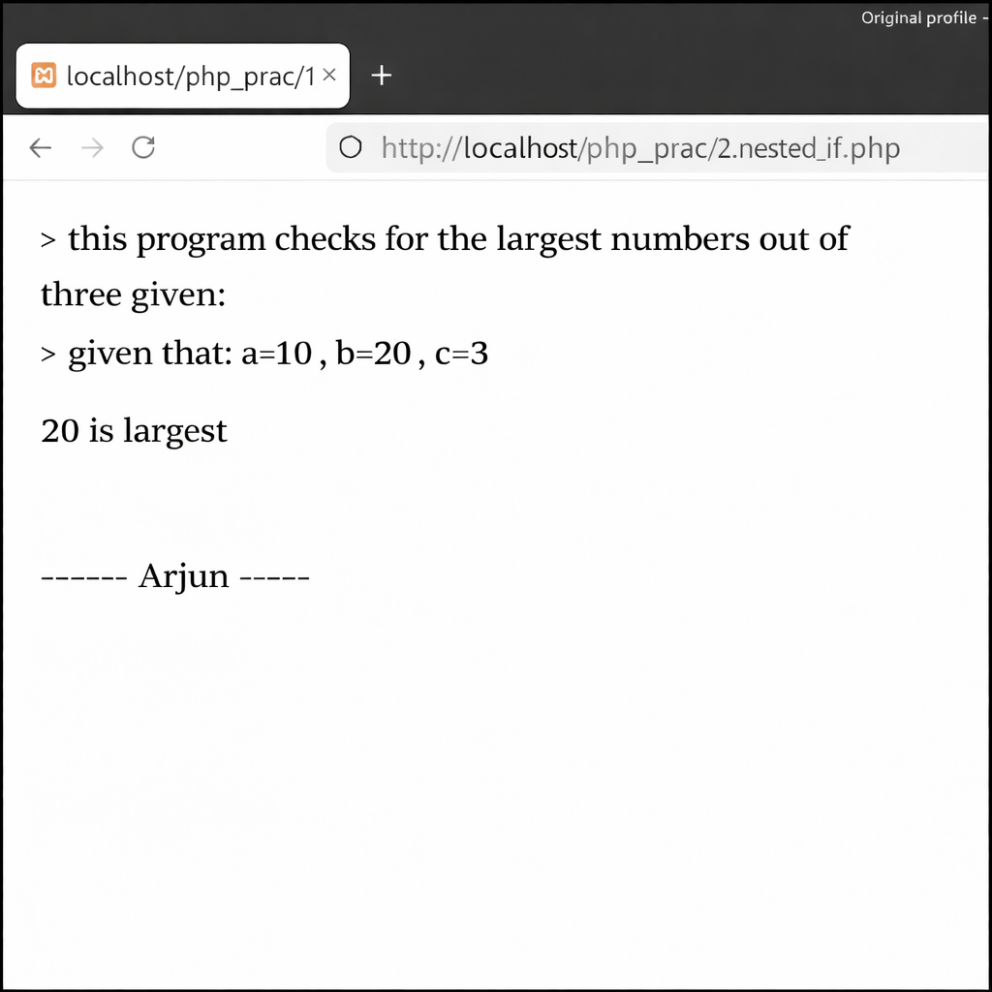 Original profile -
localhost/php_prac/1
http://localhost/php_prac/2.nested_if.php
> this program checks for the largest numbers out of
three given:
> given that: a=10 , b=20 , c=3
20 is largest
------ Arjun -----